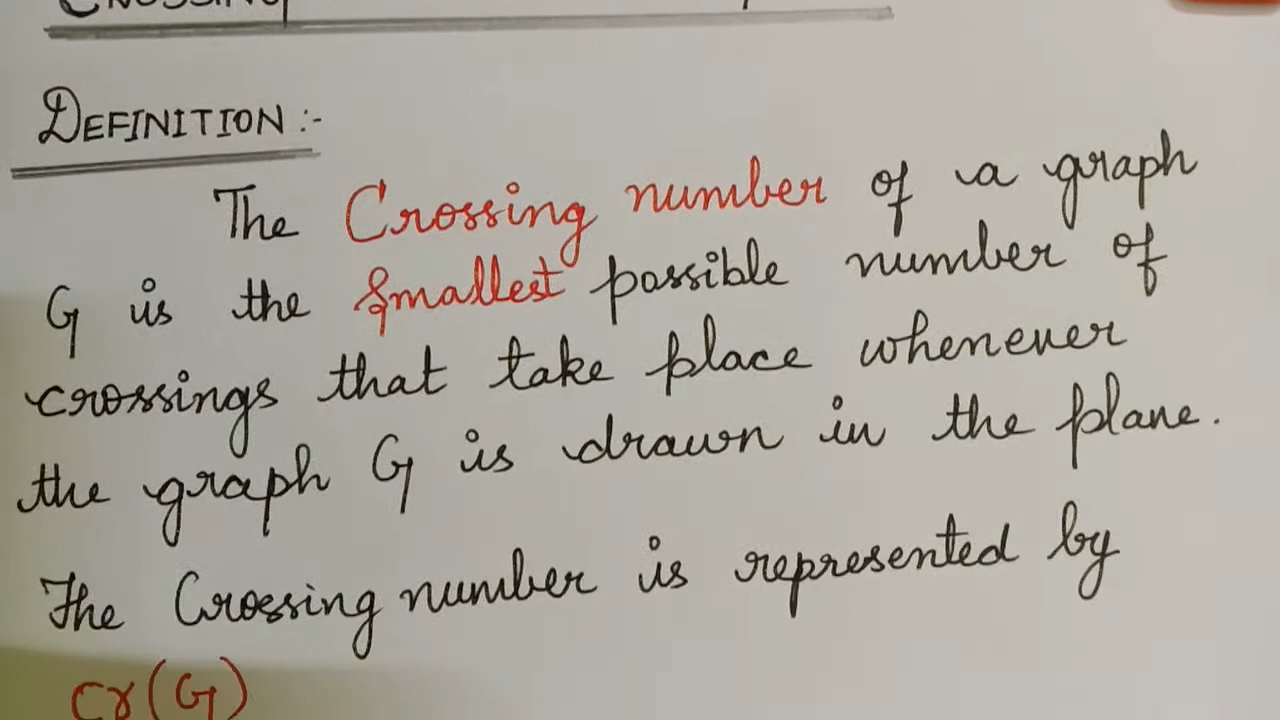 CROSSING
DEFINITION :-
The Crossing number of a graph
G is the Smallest possible number of
crossings that take place whenever
the graph G is drawn in the plane.
The Crossing number is represented by
cr(G)